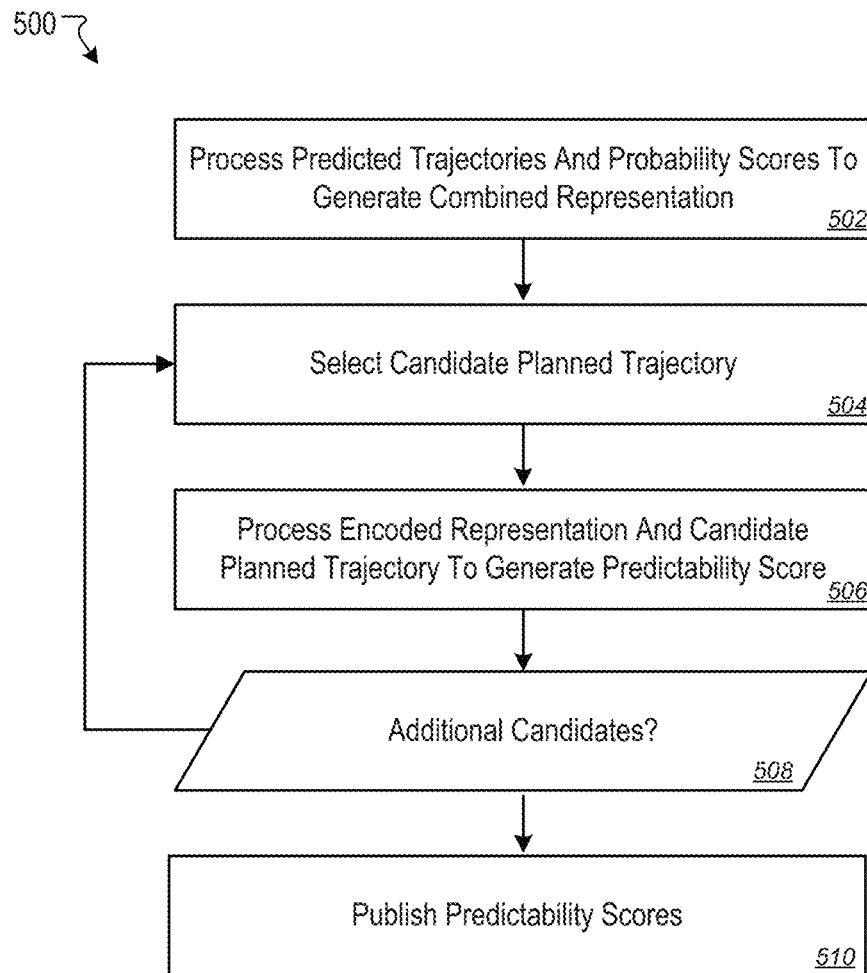 500
Process Predicted Trajectories And Probability Scores To
Generate Combined Representation
502
Select Candidate Planned Trajectory
504
Process Encoded Representation And Candidate
Planned Trajectory To Generate Predictability Score
506
Additional Candidates?
508
Publish Predictability Scores
510